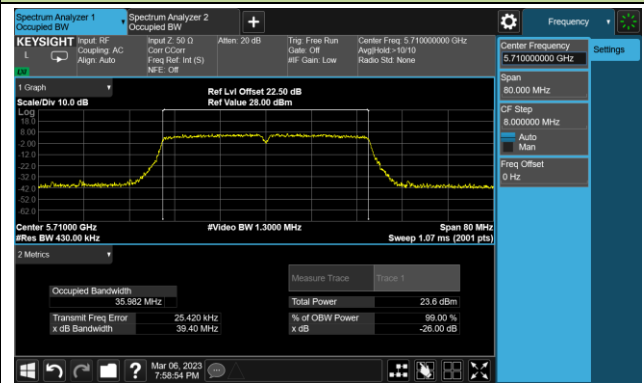 Spectrum Analyzer 1
Occupied BW
Spectrum Analyzer 2
Occupied BW
Frequency
KEYSIGHT
L
LW
Input: RF
Coupling: AC
Align: Auto
Input Z: 50 Ω
Corr CCorr
Freq Ref: Int (S)
NFE: Off
Atten: 20 dB
Trig: Free Run
Gate: Off
#IF Gain: Low
Center Freq: 5.710000000 GHz
Avg|Hold:>10/10
Radio Std: None
Center Frequency
5.710000000 GHz
Settings
Span
80.000 MHz
CF Step
8.000000 MHz
Auto
Man
Freq Offset
0 Hz
1 Graph
Scale/Div 10.0 dB
Ref Lvl Offset 22.50 dB
Ref Value 28.00 dBm
Log
18.0
8.00
-2.00
-12.0
-22.0
-32.0
-42.0
-52.0
-62.0
Center 5.71000 GHz
#Video BW 1.3000 MHz
Span 80 MHz
#Res BW 430.00 kHz
Sweep 1.07 ms (2001 pts)
2 Metrics
Measure Trace
Trace 1
Occupied Bandwidth
35.982 MHz
Total Power
23.6 dBm
Transmit Freq Error
25.420 kHz
% of OBW Power
99.00 %
x dB Bandwidth
39.40 MHz
x dB
-26.00 dB
Mar 06, 2023
7:58:54 PM